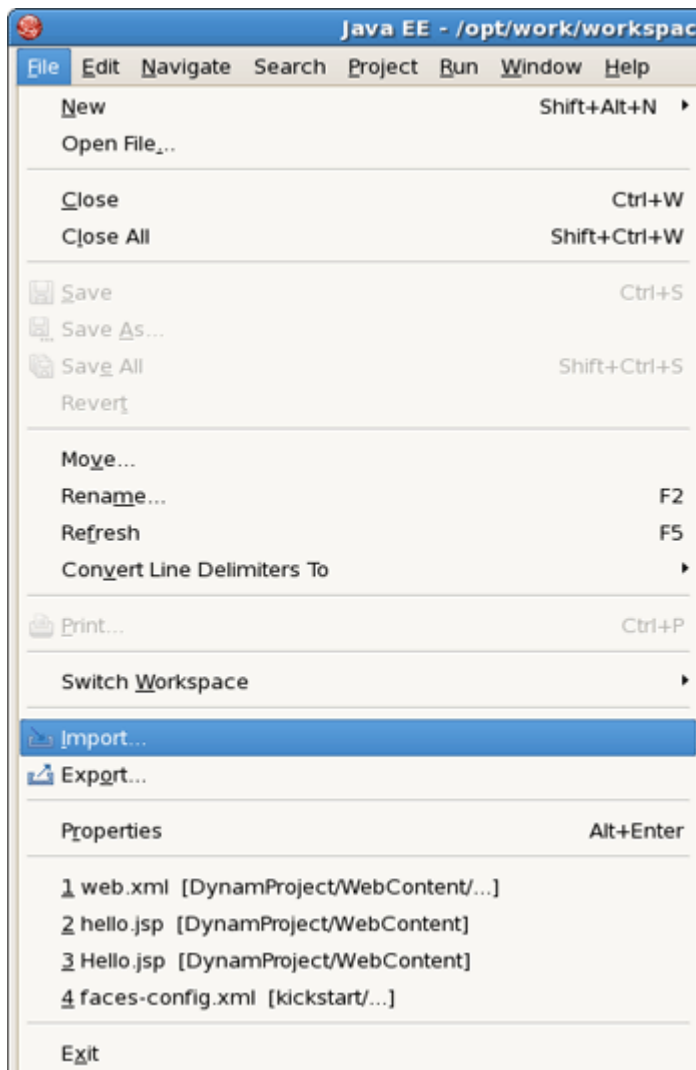 Java EE - /opt/work/workspac
File Edit Navigate Search Project Run Window Help
New Shift+Alt+N
Open File...
Close Ctrl+W
Close All Shift+Ctrl+W
Save Ctrl+S
Save As...
Save All Shift+Ctrl+S
Revert
Move...
Rename... F2
Refresh F5
Convert Line Delimiters To
Print... Ctrl+P
Switch Workspace
Import...
Export...
Properties Alt+Enter
1 web.xml [DynamProject/WebContent/...]
2 hello.jsp [DynamProject/WebContent]
3 Hello.jsp [DynamProject/WebContent]
4 faces-config.xml [kickstart/...]
Exit